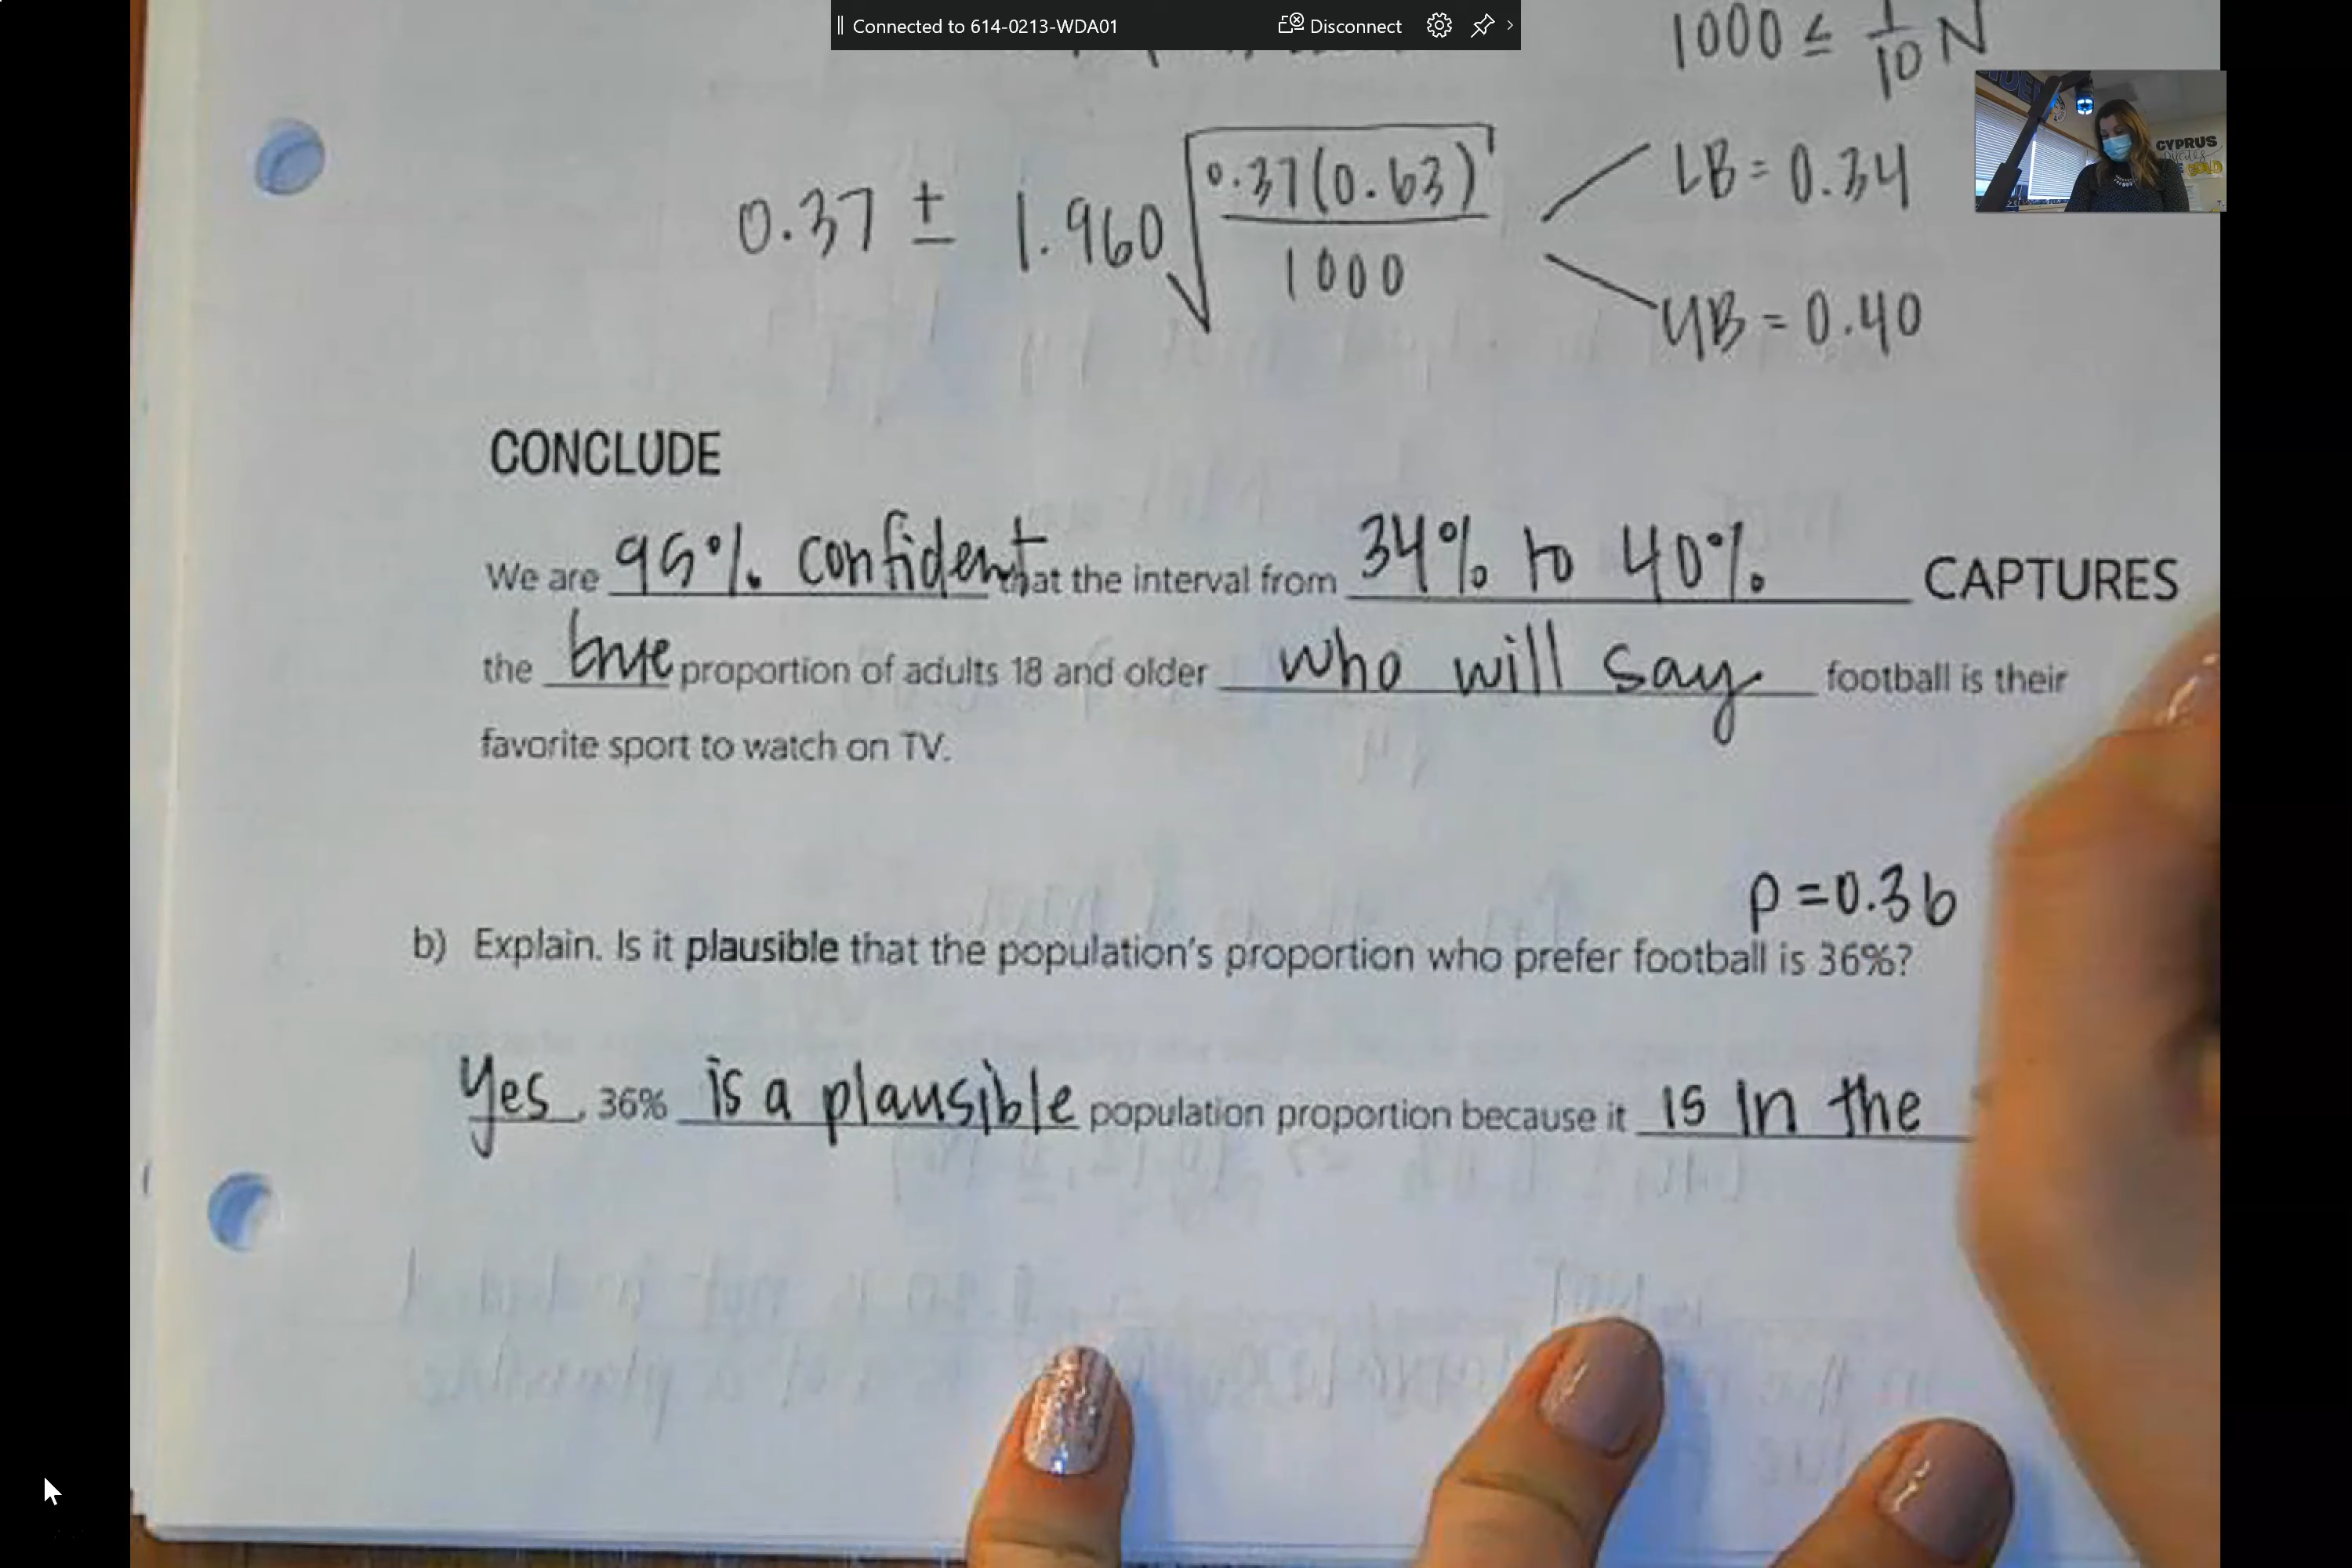 Connected to 614-0213-WDA01 Disconnect
1000 ≤ 1/10 N
CYPRUS
0.37 ± 1.960 √(0.37(0.63)/1000)
LB = 0.34
UB = 0.40
CONCLUDE
We are 95% confident that the interval from 34% to 40% CAPTURES
the true proportion of adults 18 and older who will say football is their
favorite sport to watch on TV.
p = 0.36
b) Explain. Is it plausible that the population's proportion who prefer football is 36%?
Yes, 36% is a plausible population proportion because it is in the